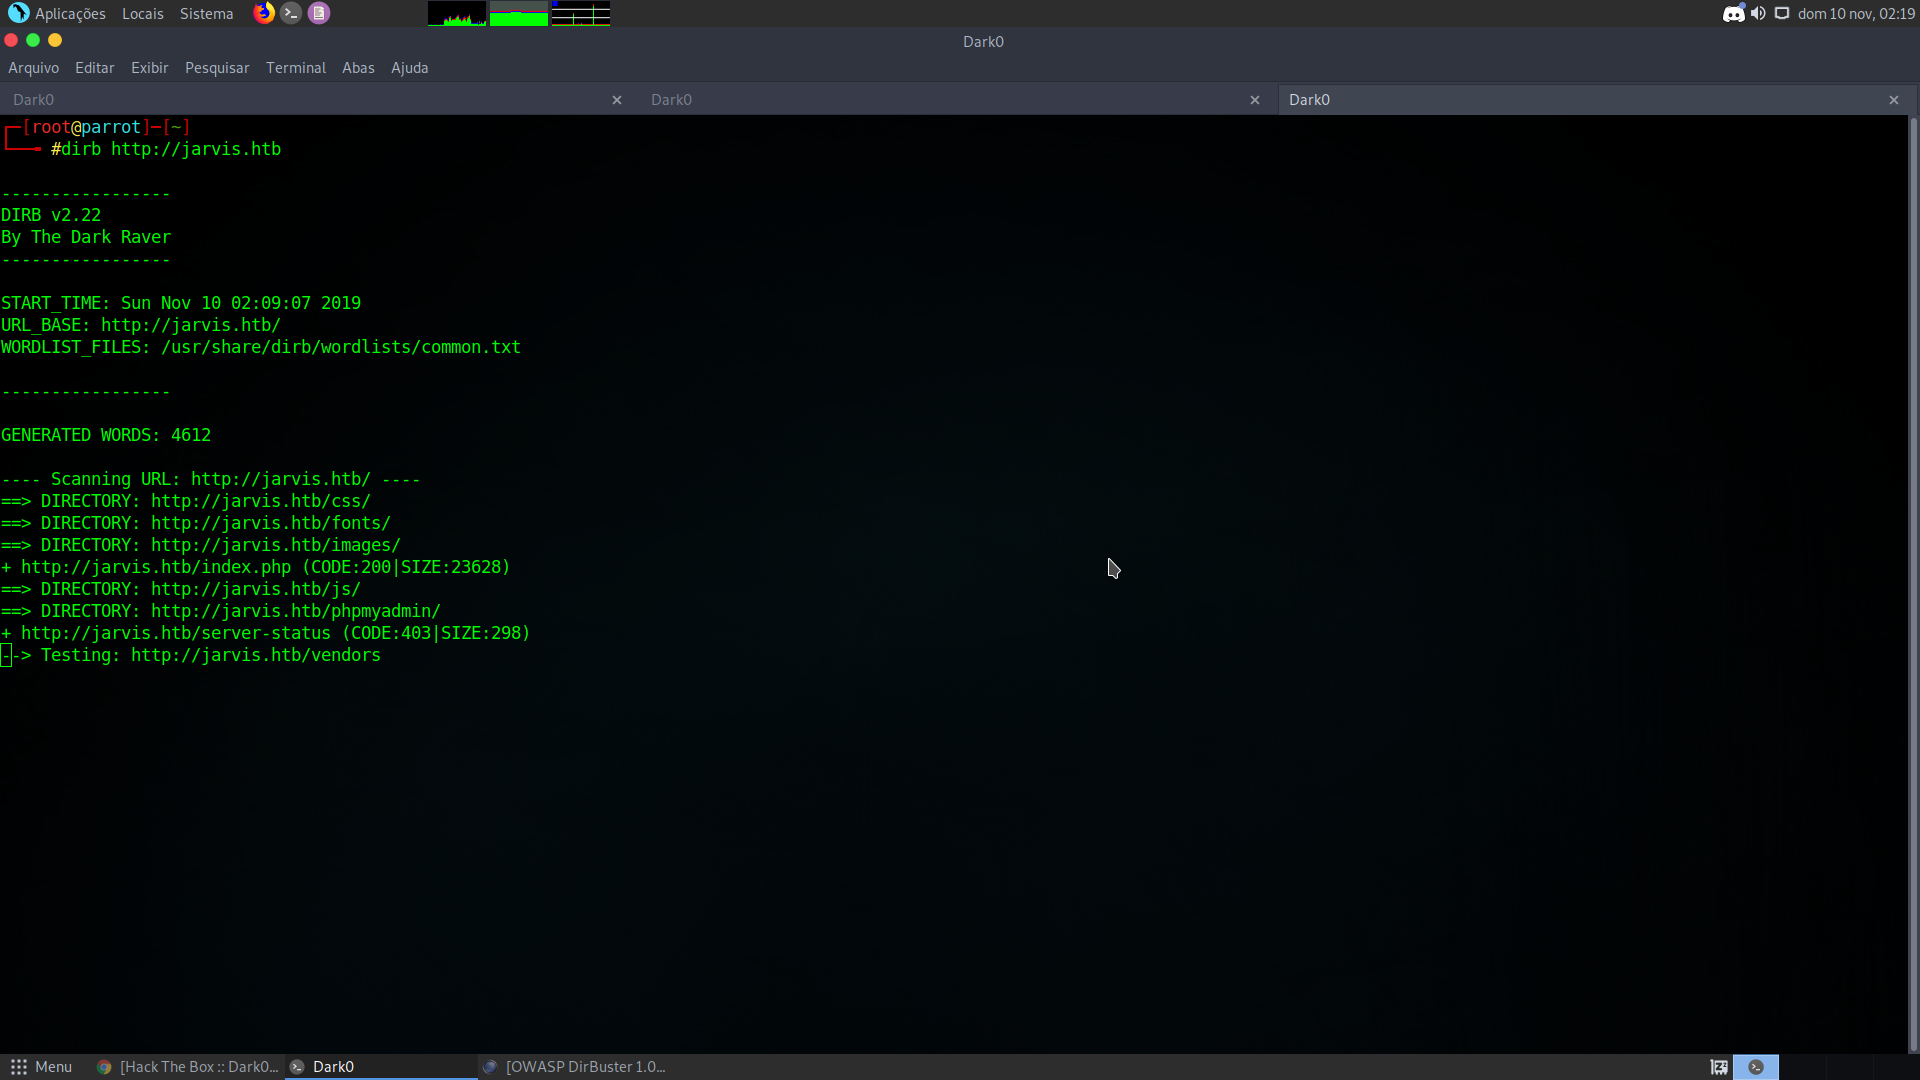 Aplicações Locais Sistema
dom 10 nov, 02:19
Dark0
Arquivo Editar Exibir Pesquisar Terminal Abas Ajuda
Dark0 × Dark0 × Dark0 ×
┌─[root@parrot]─[~]
└──╼ #dirb http://jarvis.htb
-----------------
DIRB v2.22
By The Dark Raver
-----------------
START_TIME: Sun Nov 10 02:09:07 2019
URL_BASE: http://jarvis.htb/
WORDLIST_FILES: /usr/share/dirb/wordlists/common.txt
-----------------
GENERATED WORDS: 4612
---- Scanning URL: http://jarvis.htb/ ----
==> DIRECTORY: http://jarvis.htb/css/
==> DIRECTORY: http://jarvis.htb/fonts/
==> DIRECTORY: http://jarvis.htb/images/
+ http://jarvis.htb/index.php (CODE:200|SIZE:23628)
==> DIRECTORY: http://jarvis.htb/js/
==> DIRECTORY: http://jarvis.htb/phpmyadmin/
+ http://jarvis.htb/server-status (CODE:403|SIZE:298)
--> Testing: http://jarvis.htb/vendors
Menu [Hack The Box :: Dark0... Dark0 [OWASP DirBuster 1.0...